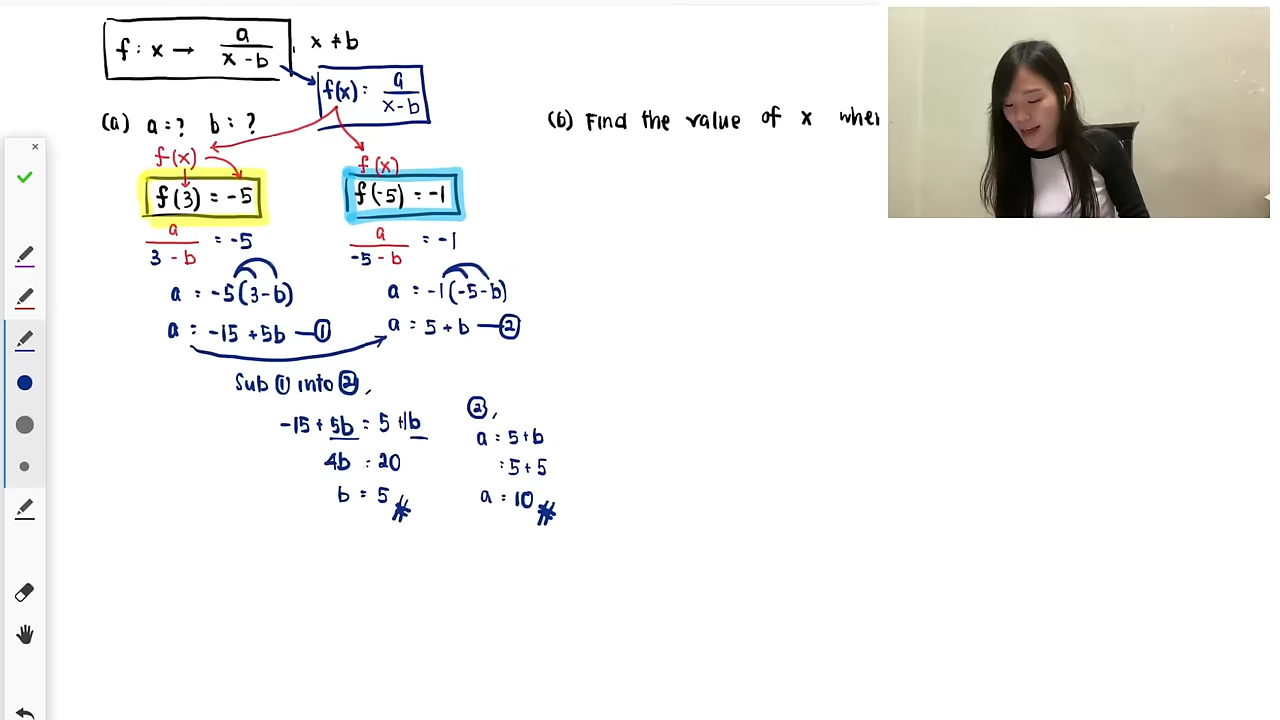 f : x → a/(x - b) , x ≠ b
f(x) = a/(x - b)
(a) a = ? b = ?
f(x)
f(3) = -5
a/(3 - b) = -5
a = -5(3 - b)
a = -15 + 5b — ①
f(x)
f(-5) = -1
a/(-5 - b) = -1
a = -1(-5 - b)
a = 5 + b — ②
Sub ① into ②,
-15 + 5b = 5 + 1b
4b = 20
b = 5 #
②,
a = 5 + b
= 5 + 5
a = 10 #
(b) Find the value of x